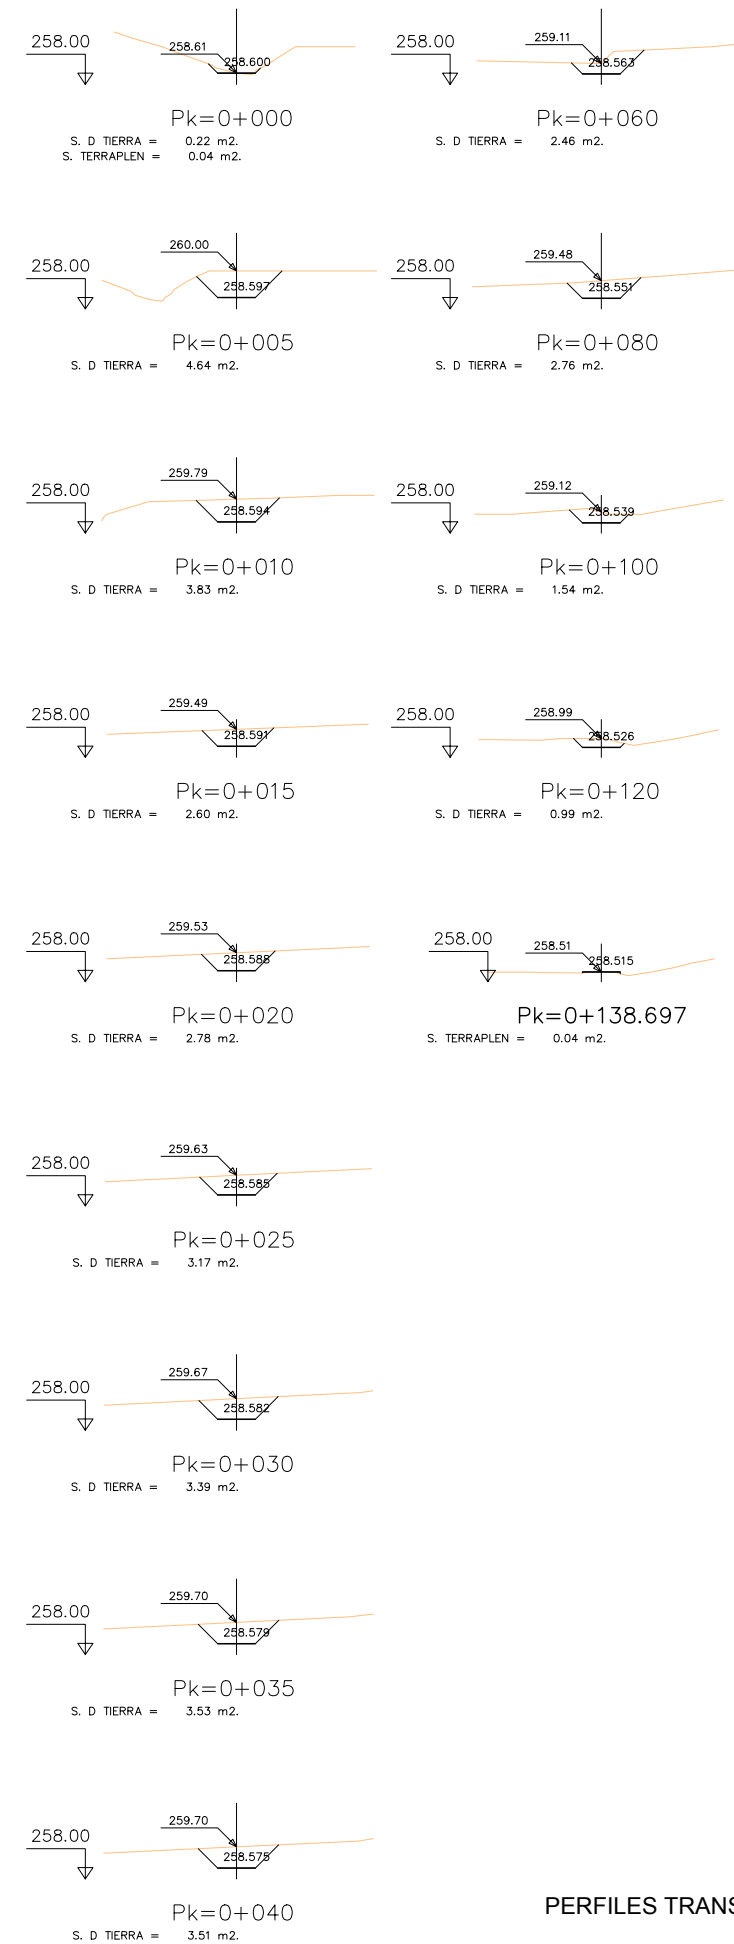 258.00
258.61
258.600
Pk=0+000
S. D TIERRA = 0.22 m2.
S. TERRAPLEN = 0.04 m2.
258.00
259.11
258.563
Pk=0+060
S. D TIERRA = 2.46 m2.
258.00
260.00
258.597
Pk=0+005
S. D TIERRA = 4.64 m2.
258.00
259.48
258.551
Pk=0+080
S. D TIERRA = 2.76 m2.
258.00
259.79
258.594
Pk=0+010
S. D TIERRA = 3.83 m2.
258.00
259.12
258.539
Pk=0+100
S. D TIERRA = 1.54 m2.
258.00
259.49
258.591
Pk=0+015
S. D TIERRA = 2.60 m2.
258.00
258.99
258.526
Pk=0+120
S. D TIERRA = 0.99 m2.
258.00
259.53
258.588
Pk=0+020
S. D TIERRA = 2.78 m2.
258.00
258.51
258.515
Pk=0+138.697
S. TERRAPLEN = 0.04 m2.
258.00
259.63
258.585
Pk=0+025
S. D TIERRA = 3.17 m2.
258.00
259.67
258.582
Pk=0+030
S. D TIERRA = 3.39 m2.
258.00
259.70
258.579
Pk=0+035
S. D TIERRA = 3.53 m2.
258.00
259.70
258.575
Pk=0+040
S. D TIERRA = 3.51 m2.
PERFILES TRANS